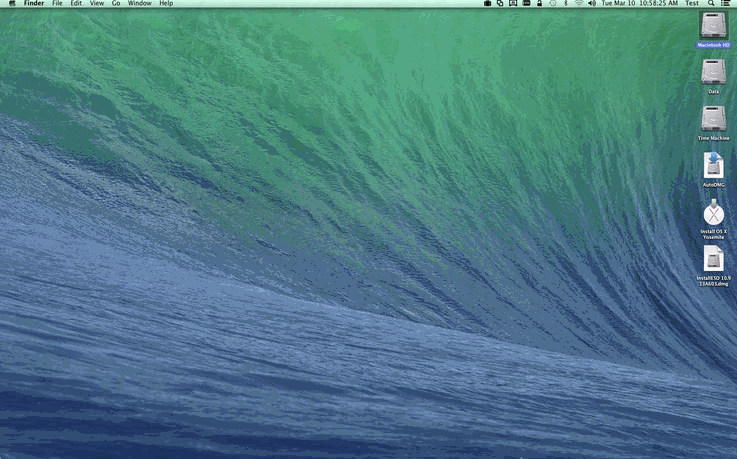 Finder File Edit View Go Window Help
Tue Mar 10 10:58:25 AM Test
Macintosh HD
Data
Time Machine
AutoDMG
Install OS X
Yosemite
InstallESD 10.9
13A603.dmg